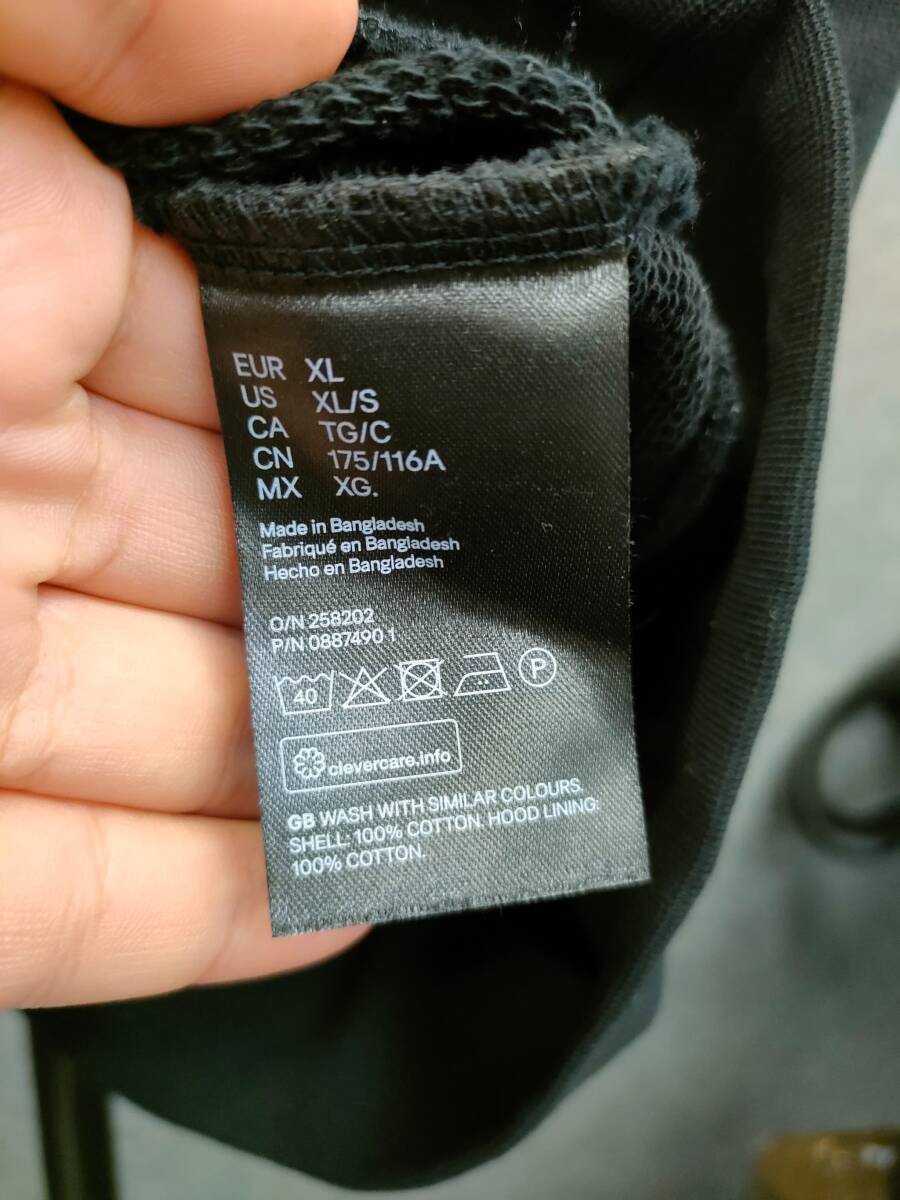 EUR XL
US XL/S
CA TG/C
CN 175/116A
MX XG.
Made in Bangladesh
Fabriqué en Bangladesh
Hecho en Bangladesh
O/N 258202
P/N 0887490 1
40
P
clevercare.info
GB WASH WITH SIMILAR COLOURS.
SHELL: 100% COTTON. HOOD LINING:
100% COTTON.